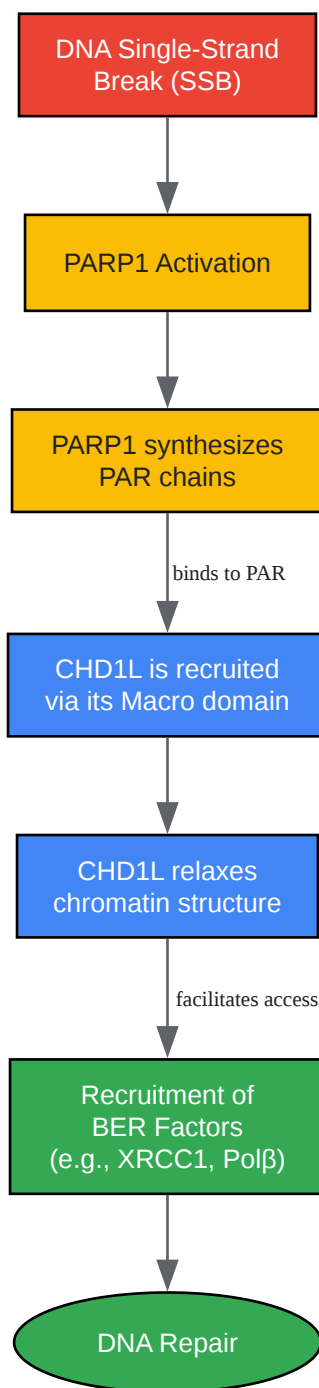 DNA Single-Strand
Break (SSB)
PARP1 Activation
PARP1 synthesizes
PAR chains
binds to PAR
CHD1L is recruited
via its Macro domain
CHD1L relaxes
chromatin structure
facilitates access
Recruitment of
BER Factors
(e.g., XRCC1, Polβ)
DNA Repair